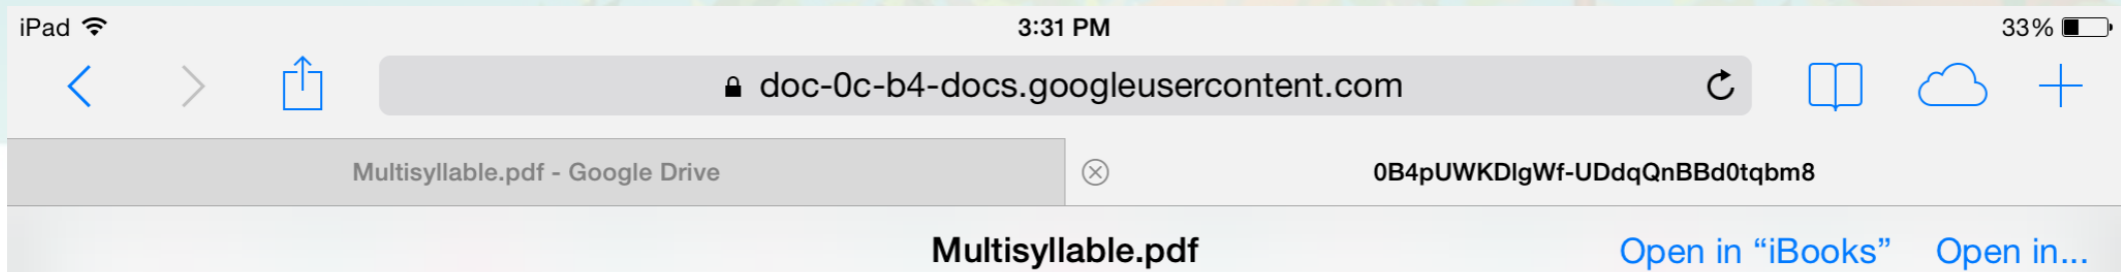 iPad 3:31 PM 33%
doc-0c-b4-docs.googleusercontent.com
Multisyllable.pdf - Google Drive 0B4pUWKDIgWf-UDdqQnBBd0tqbm8
Multisyllable.pdf Open in “iBooks” Open in...